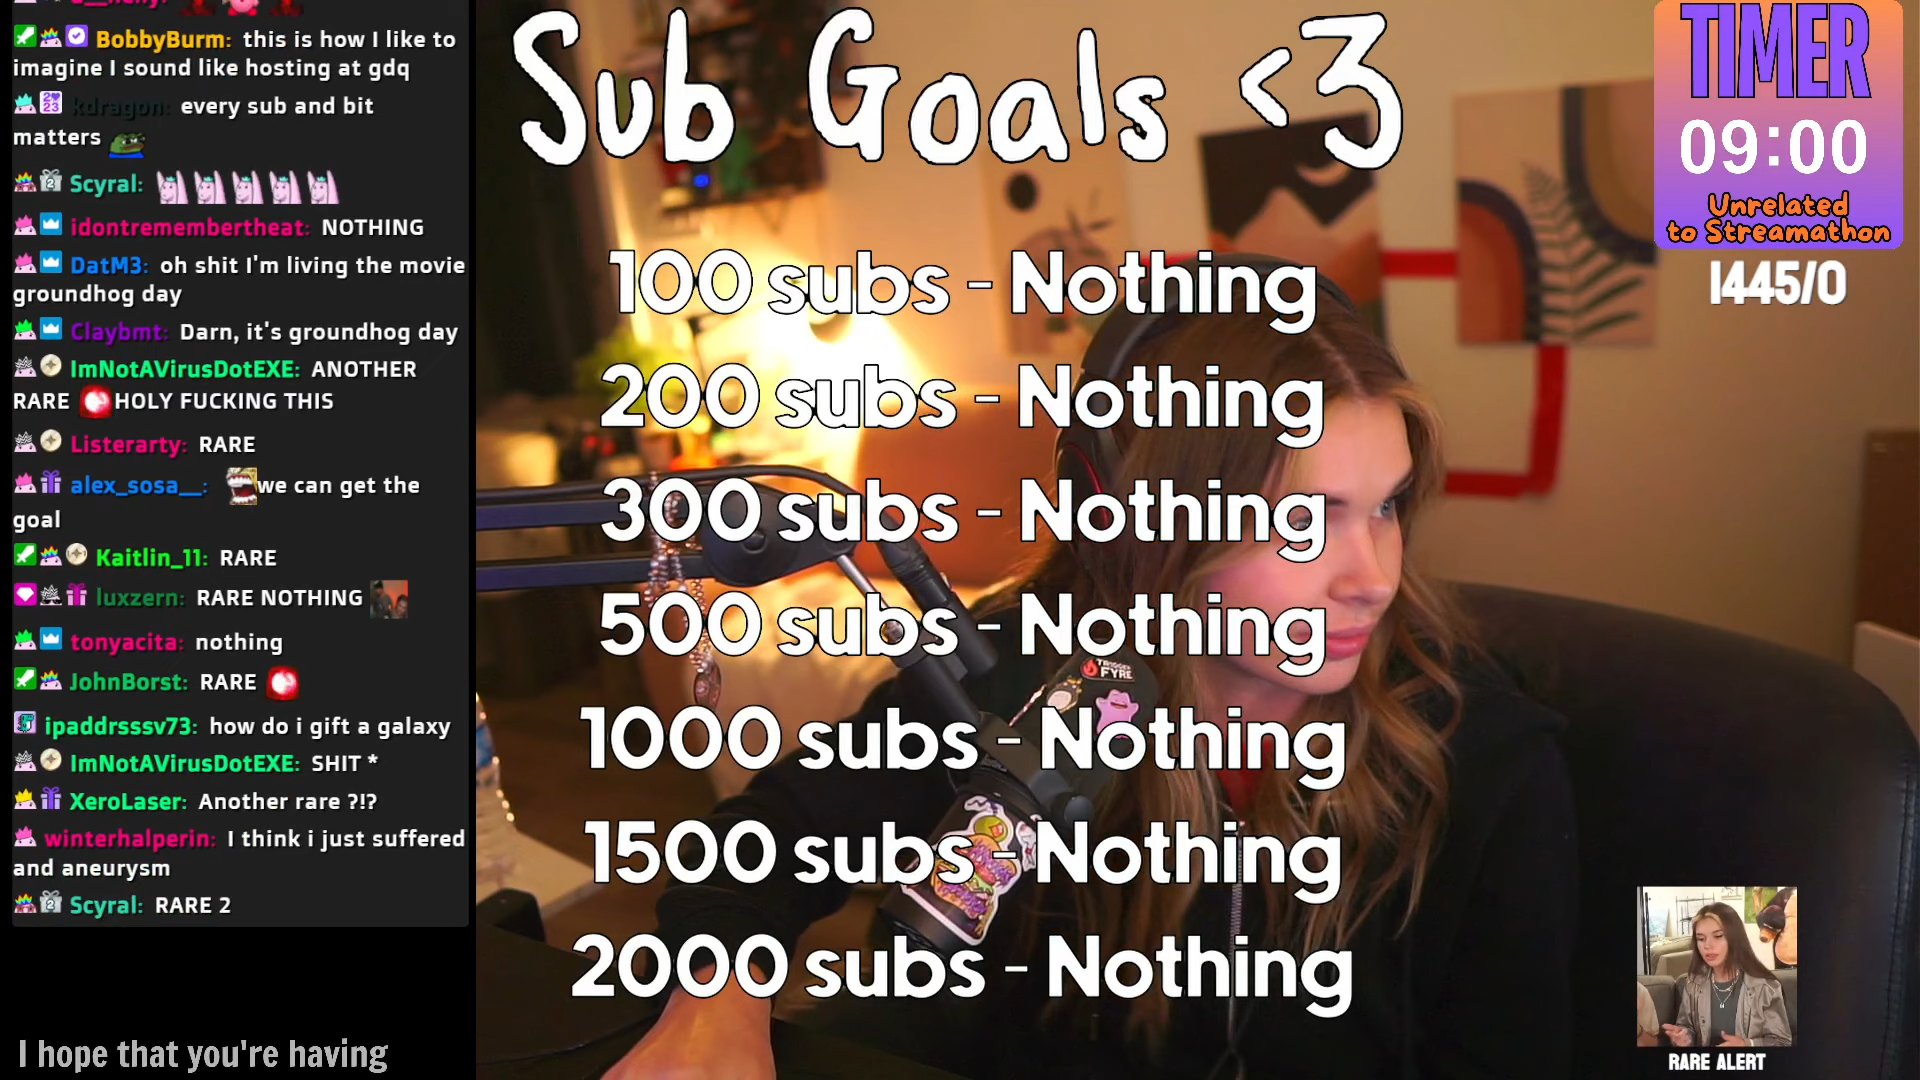 BobbyBurm: this is how I like to
imagine I sound like hosting at gdq
kdragon: every sub and bit
matters
Scyral:
idontremembertheat: NOTHING
DatM3: oh shit I'm living the movie
groundhog day
Claybmt: Darn, it's groundhog day
ImNotAVirusDotEXE: ANOTHER
RARE HOLY FUCKING THIS
Listerarty: RARE
alex_sosa__: we can get the
goal
Kaitlin_11: RARE
luxzern: RARE NOTHING
tonyacita: nothing
JohnBorst: RARE
ipaddrsssv73: how do i gift a galaxy
ImNotAVirusDotEXE: SHIT *
XeroLaser: Another rare ?!?
winterhalperin: I think i just suffered
and aneurysm
Scyral: RARE 2
I hope that you're having
Sub Goals <3
100 subs - Nothing
200 subs - Nothing
300 subs - Nothing
500 subs - Nothing
1000 subs - Nothing
1500 subs - Nothing
2000 subs - Nothing
TRIGGER
FYRE
TIMER
09:00
Unrelated
to Streamathon
1445/0
RARE ALERT